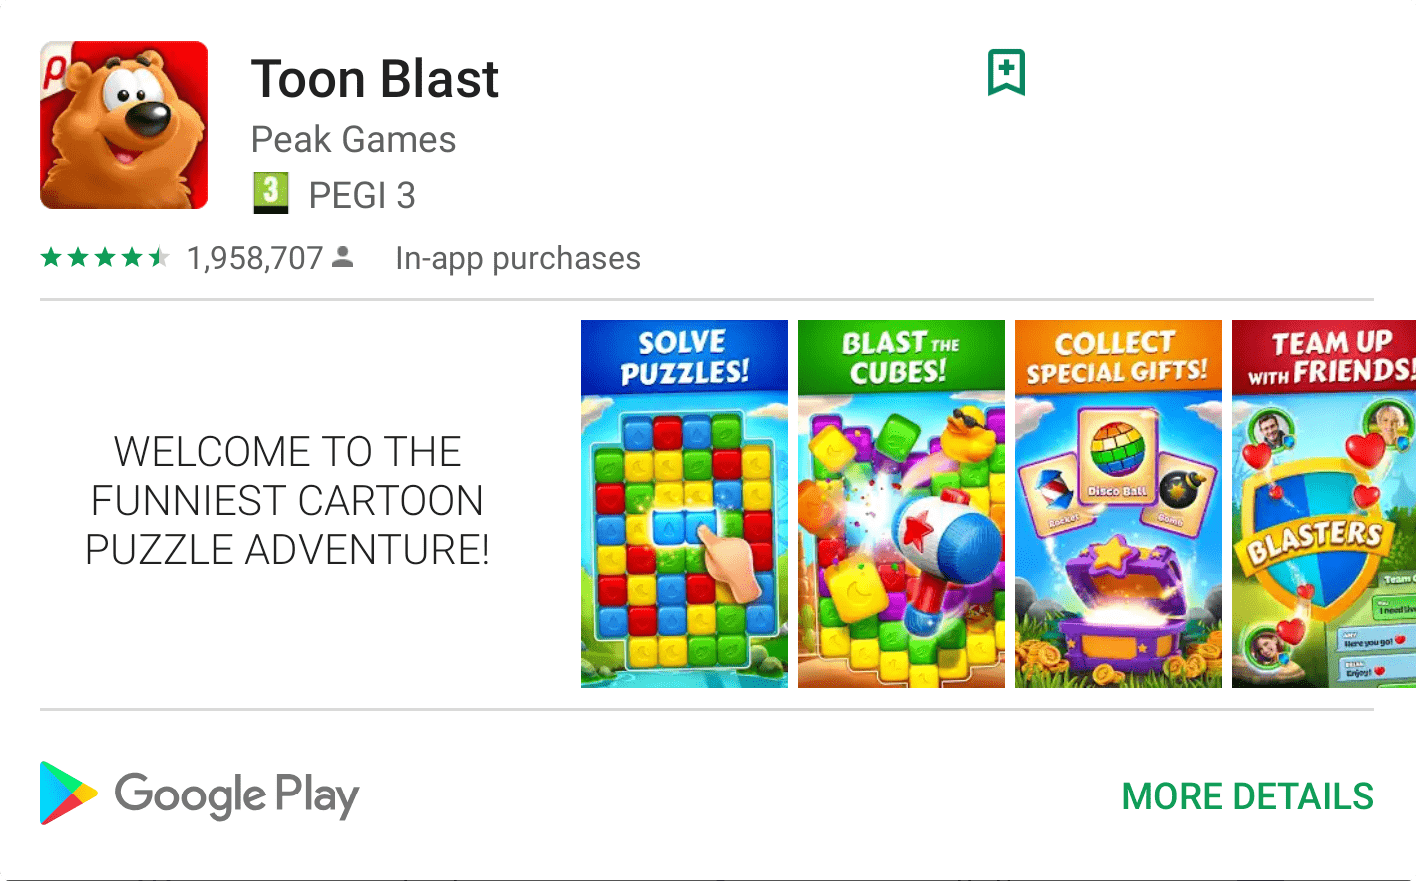 p
Toon Blast
Peak Games
3 PEGI 3
1,958,707
In-app purchases
WELCOME TO THE
FUNNIEST CARTOON
PUZZLE ADVENTURE!
SOLVE
PUZZLES!
BLAST THE
CUBES!
COLLECT
SPECIAL GIFTS!
Rocket
Disco Ball
Bomb
TEAM UP
WITH FRIENDS!
BLASTERS
Team
I need
Here you go!
Enjoy!
Google Play
MORE DETAILS